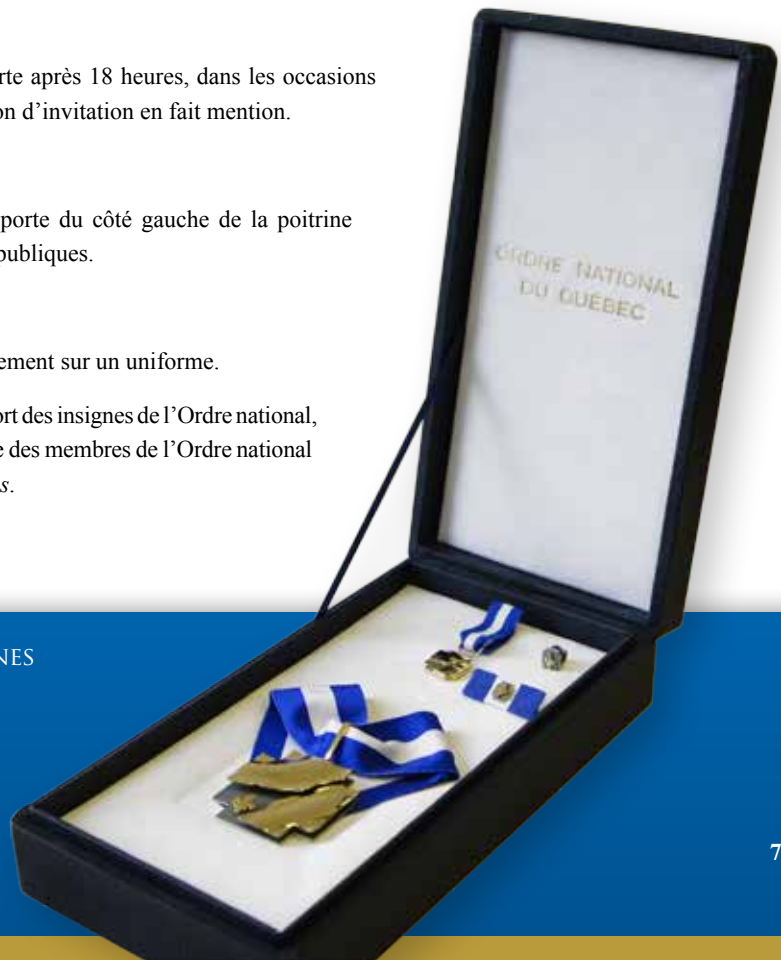 rte après 18 heures, dans les occasions
on d’invitation en fait mention.
porte du côté gauche de la poitrine
publiques.
ement sur un uniforme.
ort des insignes de l’Ordre national,
e des membres de l’Ordre national
s.
ORDRE NATIONAL
DU QUÉBEC
NES
7